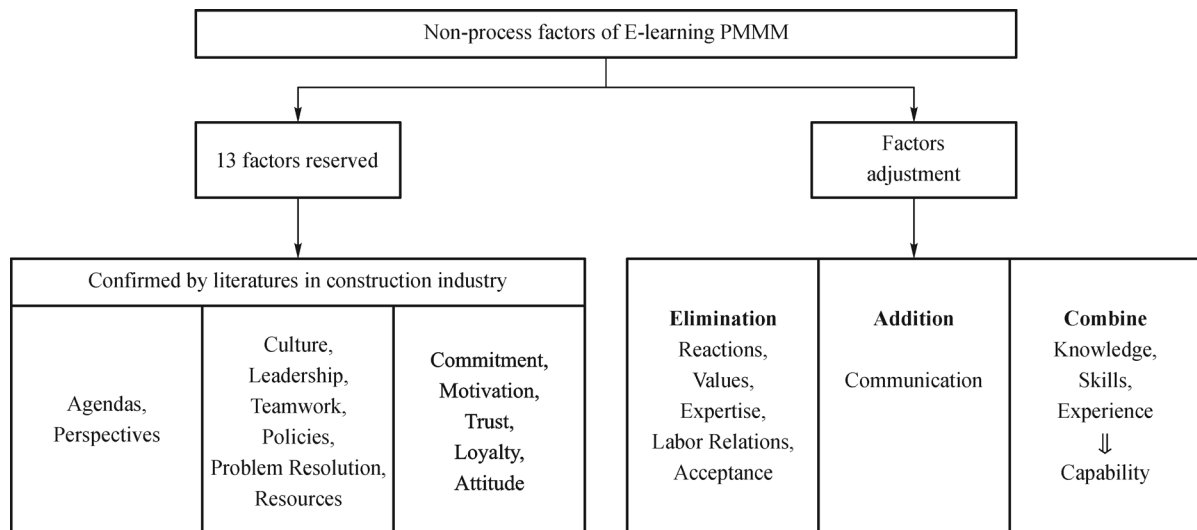 Non-process factors of E-learning PMMM
13 factors reserved
Factors
adjustment
Confirmed by literatures in construction industry
Agendas,
Perspectives
Culture,
Leadership,
Teamwork,
Policies,
Problem Resolution,
Resources
Commitment,
Motivation,
Trust,
Loyalty,
Attitude
Elimination
Reactions,
Values,
Expertise,
Labor Relations,
Acceptance
Addition
Communication
Combine
Knowledge,
Skills,
Experience
⇓
Capability